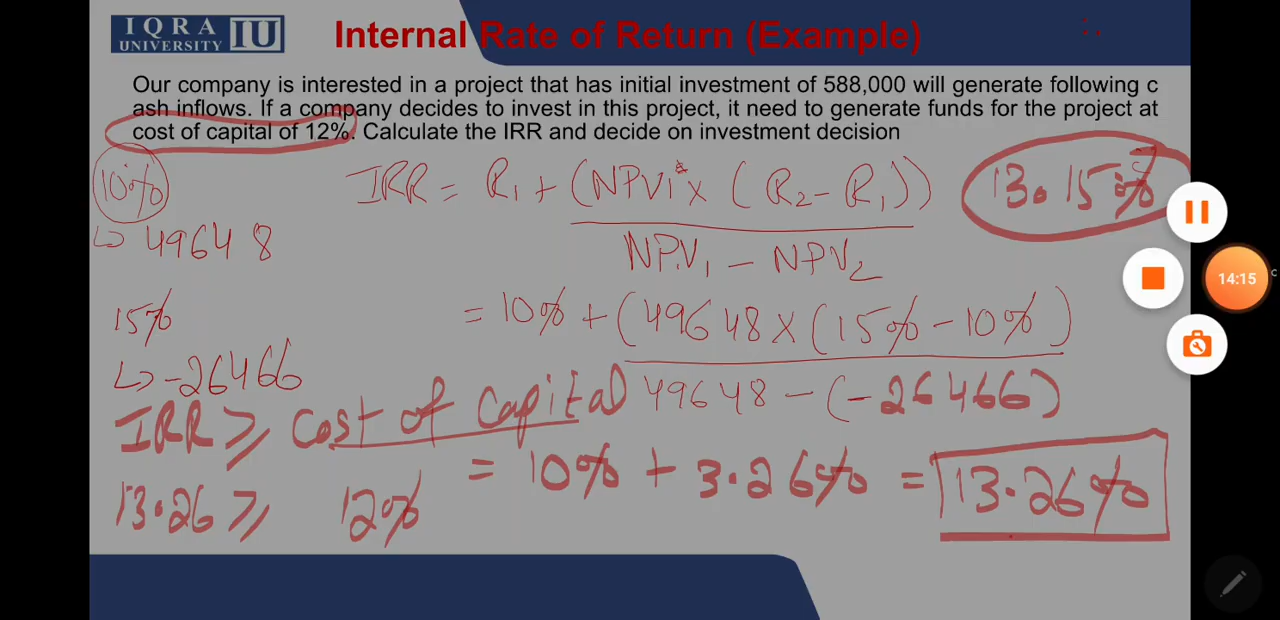 IQRA
UNIVERSITY IU
Internal Rate of Return (Example)
Our company is interested in a project that has initial investment of 588,000 will generate following c
ash inflows. If a company decides to invest in this project, it need to generate funds for the project at
cost of capital of 12%. Calculate the IRR and decide on investment decision
10%
IRR = R1 + (NPV1 x (R2 - R1))
13.15%
NPV1 - NPV2
↳ 49648
14:15
15%
= 10% + (49648 x (15% - 10%)
↳ -26466
49648 - (-26466)
IRR ≥ Cost of Capital
= 10% + 3.26% = 13.26%
13.26 ≥ 12%